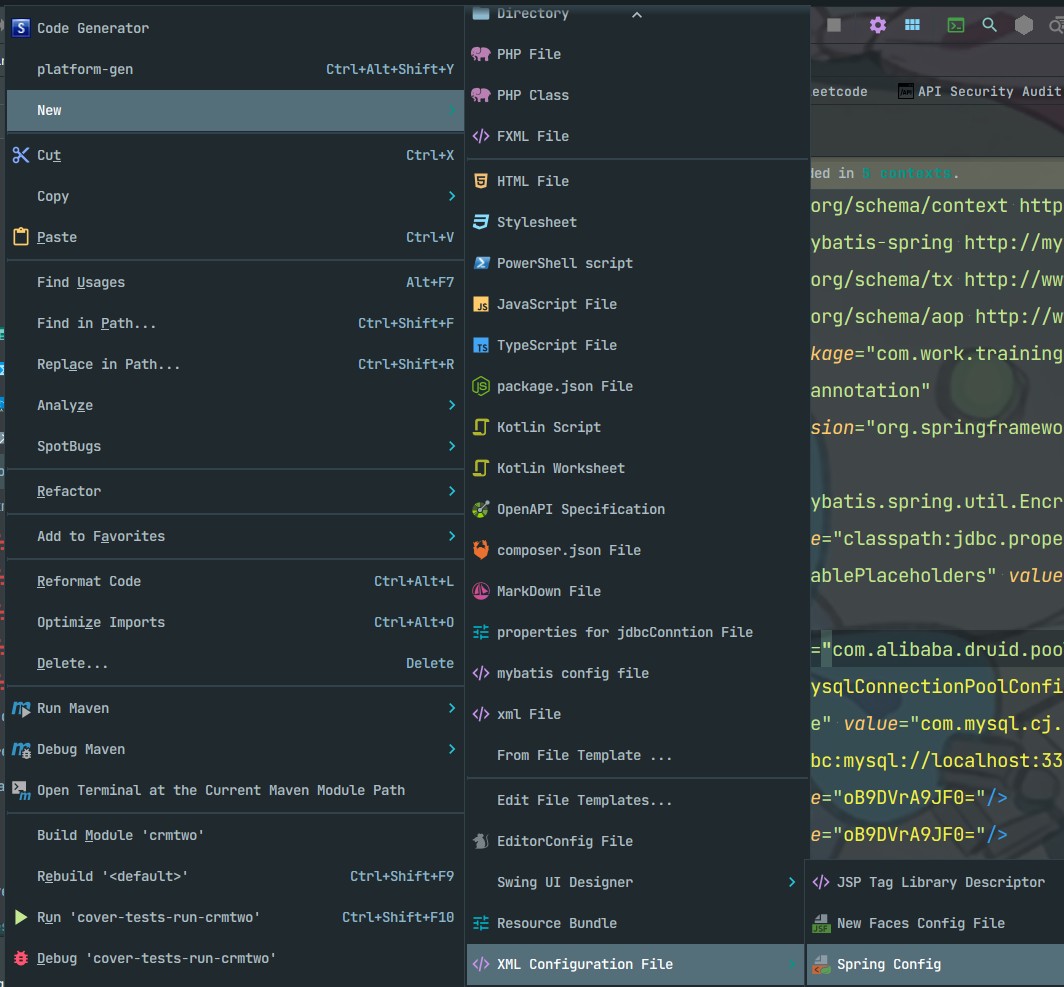 Code Generator
platform-gen Ctrl+Alt+Shift+Y
New
Cut Ctrl+X
Copy
Paste Ctrl+V
Find Usages Alt+F7
Find in Path... Ctrl+Shift+F
Replace in Path... Ctrl+Shift+R
Analyze
SpotBugs
Refactor
Add to Favorites
Reformat Code Ctrl+Alt+L
Optimize Imports Ctrl+Alt+O
Delete... Delete
Run Maven
Debug Maven
Open Terminal at the Current Maven Module Path
Build Module 'crmtwo'
Rebuild '<default>' Ctrl+Shift+F9
Run 'cover-tests-run-crmtwo' Ctrl+Shift+F10
Debug 'cover-tests-run-crmtwo'
Directory
PHP File
PHP Class
FXML File
HTML File
Stylesheet
PowerShell script
JavaScript File
TypeScript File
package.json File
Kotlin Script
Kotlin Worksheet
OpenAPI Specification
composer.json File
MarkDown File
properties for jdbcConntion File
mybatis config file
xml File
From File Template ...
Edit File Templates...
EditorConfig File
Swing UI Designer
Resource Bundle
XML Configuration File
JSP Tag Library Descriptor
New Faces Config File
Spring Config
eetcode API Security Audit
ded in 5 contexts.
org/schema/context http
ybatis-spring http://my
org/schema/tx http://ww
org/schema/aop http://w
kage="com.work.training
annotation"
sion="org.springframewo
ybatis.spring.util.Encr
e="classpath:jdbc.prope
ablePlaceholders" value
="com.alibaba.druid.poo
ysqlConnectionPoolConfi
e" value="com.mysql.cj.
bc:mysql://localhost:33
e="oB9DVrA9JF0="/>
e="oB9DVrA9JF0="/>